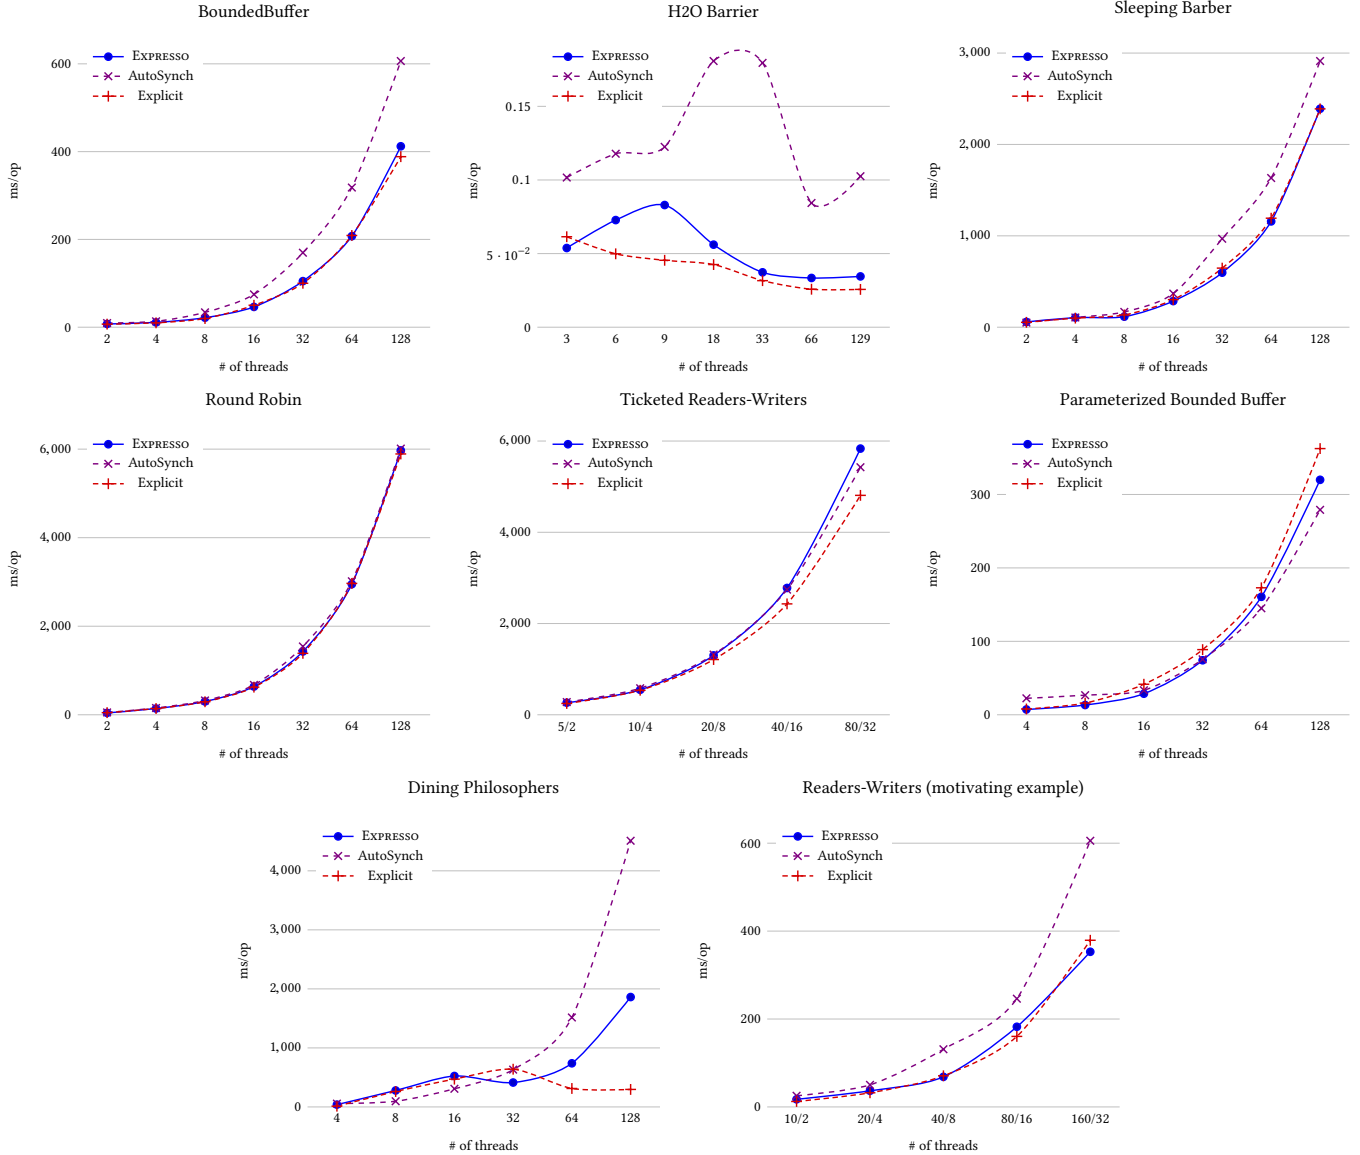 BoundedBuffer
600
400
200
0
ms/op
EXPRESSO
AutoSynch
Explicit
2 4 8 16 32 64 128
# of threads
H2O Barrier
0.15
0.1
5 · 10⁻²
0
ms/op
EXPRESSO
AutoSynch
Explicit
3 6 9 18 33 66 129
# of threads
Sleeping Barber
3,000
2,000
1,000
0
ms/op
EXPRESSO
AutoSynch
Explicit
2 4 8 16 32 64 128
# of threads
Round Robin
6,000
4,000
2,000
0
ms/op
EXPRESSO
AutoSynch
Explicit
2 4 8 16 32 64 128
# of threads
Ticketed Readers-Writers
6,000
4,000
2,000
0
ms/op
EXPRESSO
AutoSynch
Explicit
5/2 10/4 20/8 40/16 80/32
# of threads
Parameterized Bounded Buffer
300
200
100
0
ms/op
EXPRESSO
AutoSynch
Explicit
4 8 16 32 64 128
# of threads
Dining Philosophers
4,000
3,000
2,000
1,000
0
ms/op
EXPRESSO
AutoSynch
Explicit
4 8 16 32 64 128
# of threads
Readers-Writers (motivating example)
600
400
200
0
ms/op
EXPRESSO
AutoSynch
Explicit
10/2 20/4 40/8 80/16 160/32
# of threads